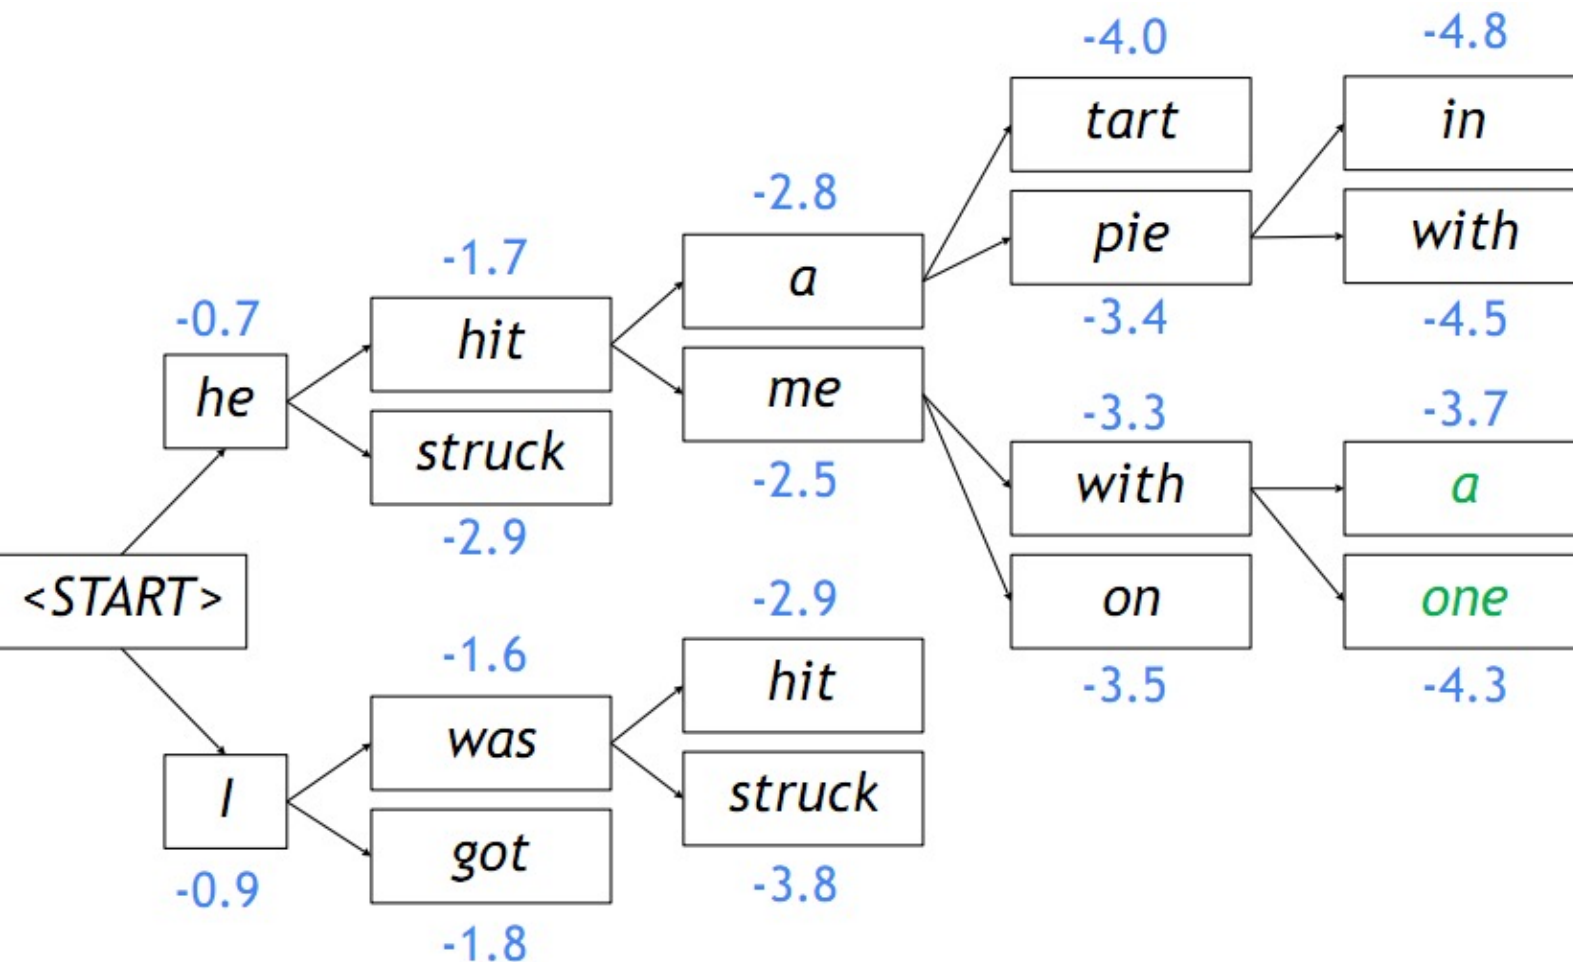 -4.0
-4.8
tart
in
-2.8
pie
with
-1.7
a
-3.4
-4.5
-0.7
hit
me
-3.3
-3.7
he
struck
-2.5
with
a
-2.9
<START>
-2.9
on
one
-1.6
hit
-3.5
-4.3
was
struck
I
got
-3.8
-0.9
-1.8